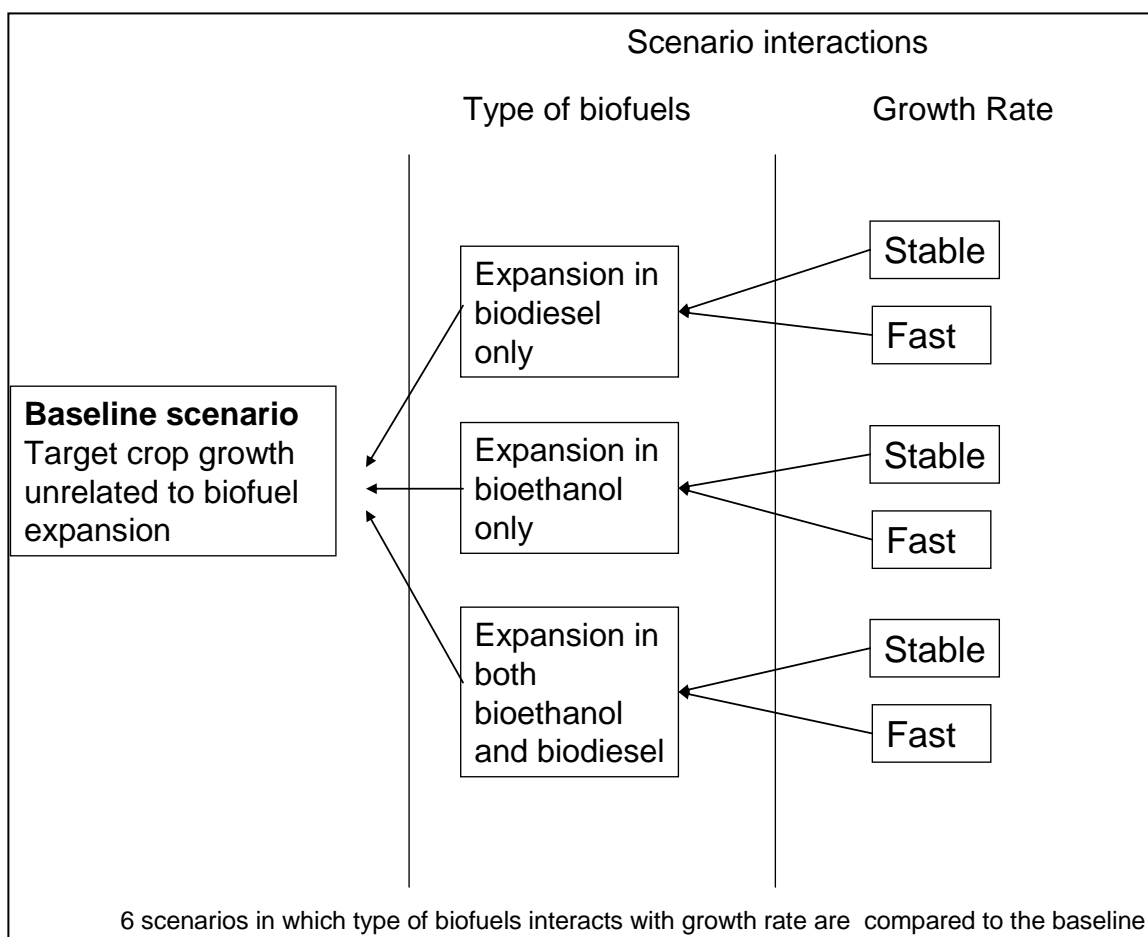 Scenario interactions
Type of biofuels
Growth Rate
Baseline scenario
Target crop growth
unrelated to biofuel
expansion
Expansion in
biodiesel
only
Stable
Fast
Expansion in
bioethanol
only
Stable
Fast
Expansion in
both
bioethanol
and biodiesel
Stable
Fast
6 scenarios in which type of biofuels interacts with growth rate are compared to the baseline